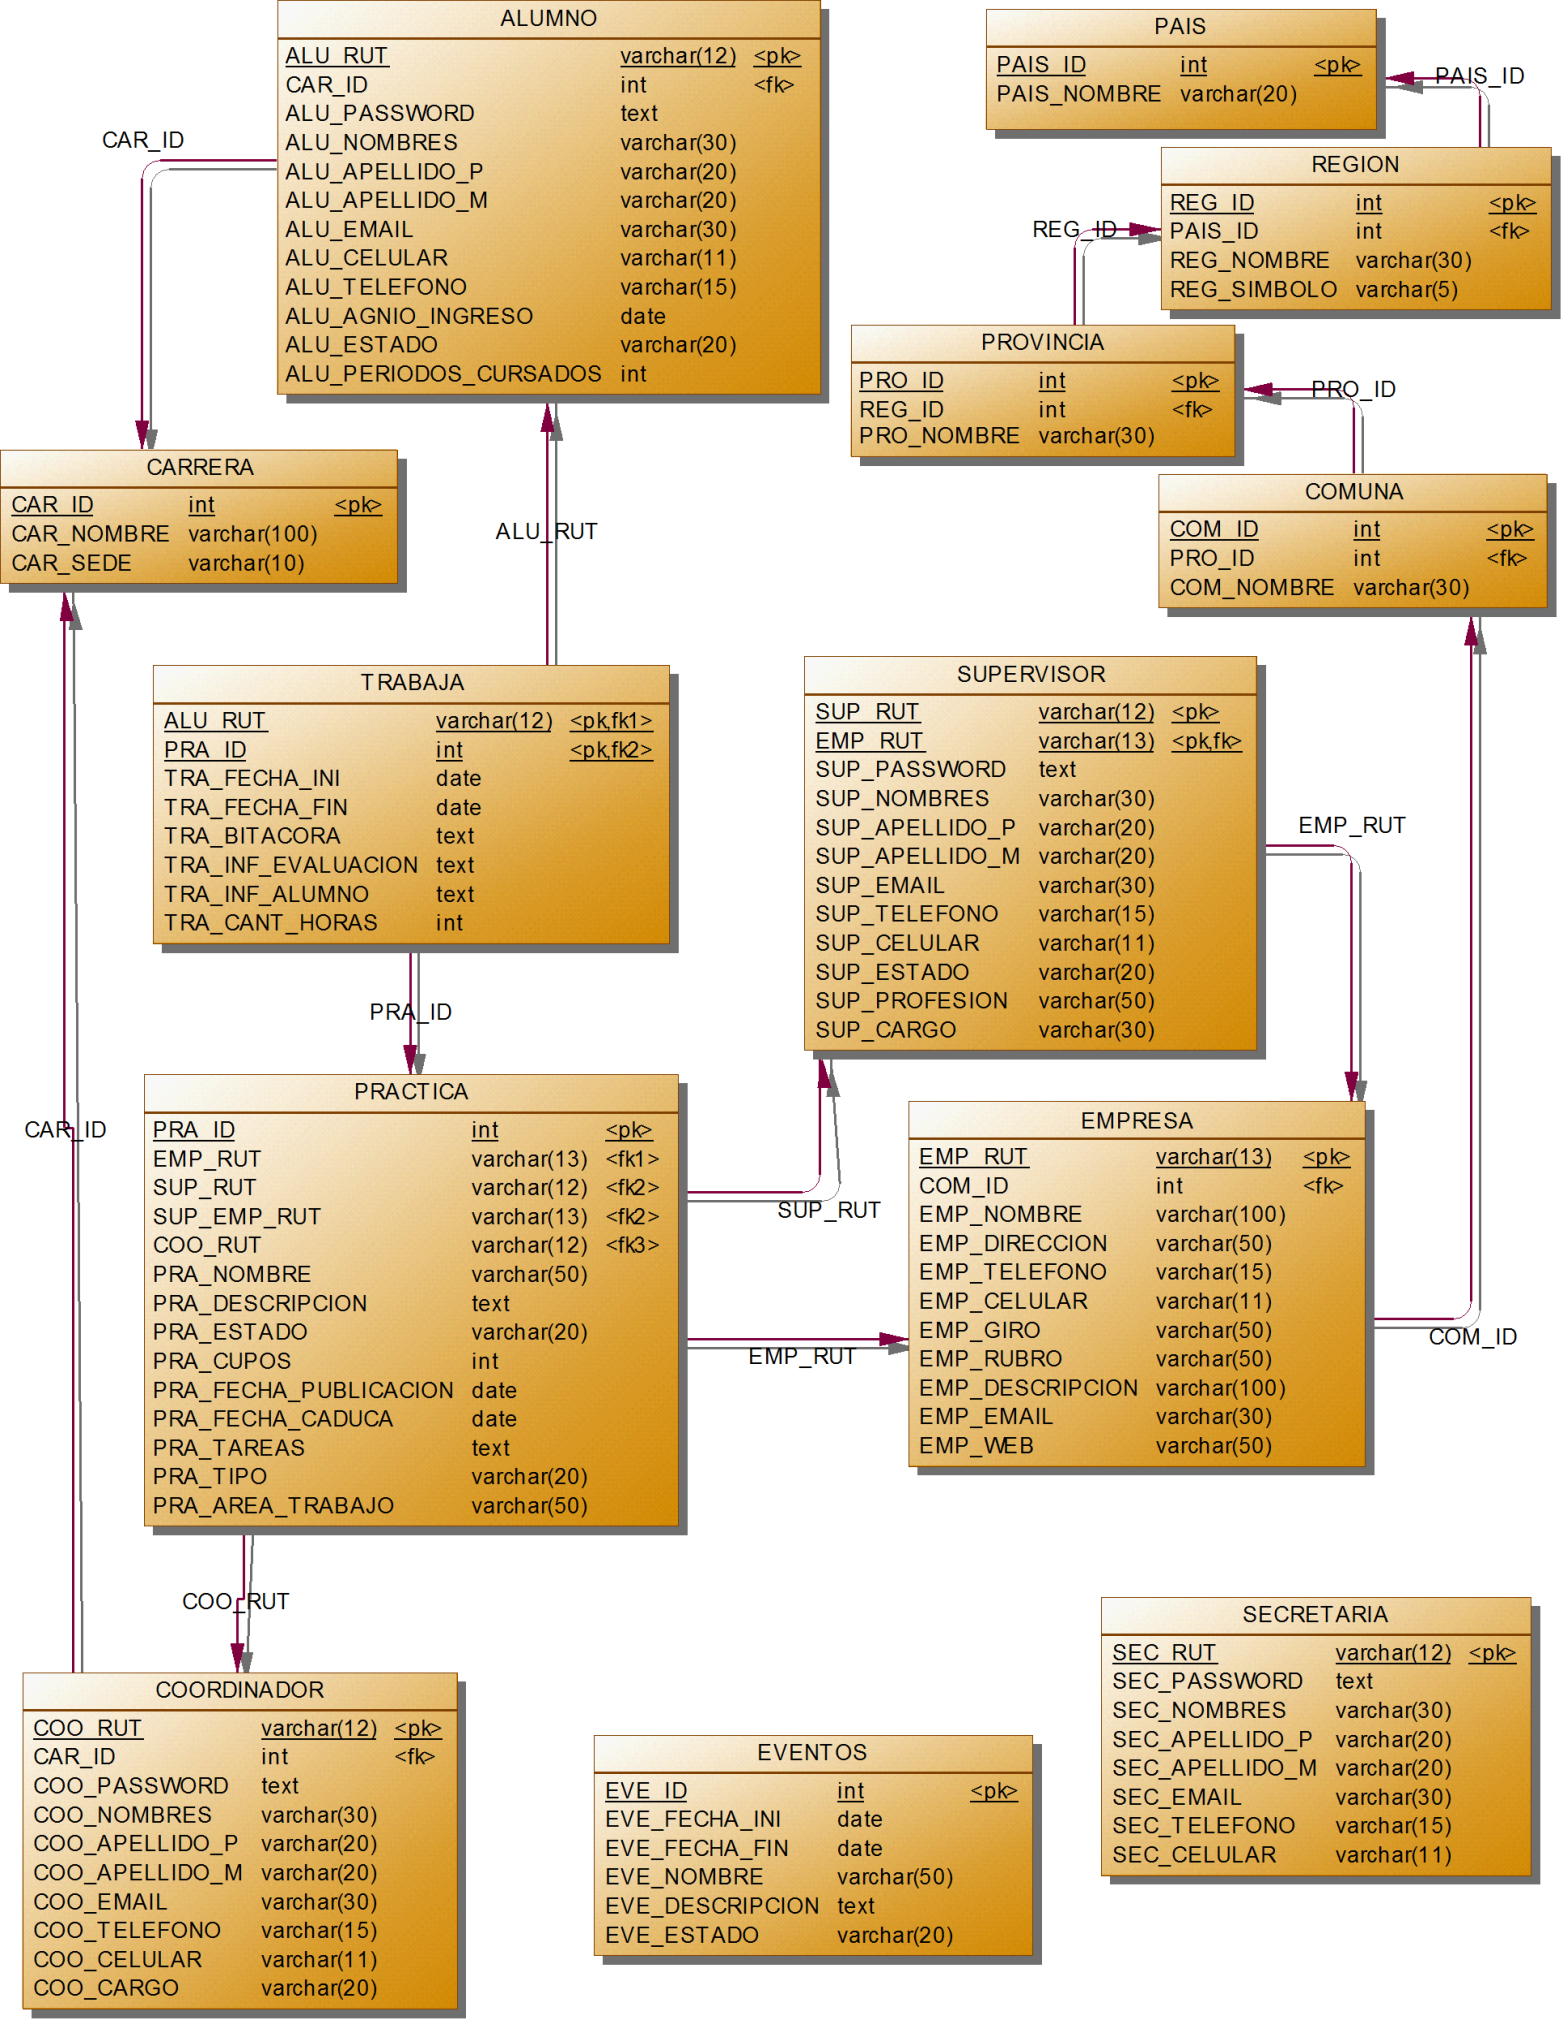 ALUMNO
ALU_RUT varchar(12) <pk>
CAR_ID int <fk>
ALU_PASSWORD text
ALU_NOMBRES varchar(30)
ALU_APELLIDO_P varchar(20)
ALU_APELLIDO_M varchar(20)
ALU_EMAIL varchar(30)
ALU_CELULAR varchar(11)
ALU_TELEFONO varchar(15)
ALU_AGNIO_INGRESO date
ALU_ESTADO varchar(20)
ALU_PERIODOS_CURSADOS int
PAIS
PAIS_ID int <pk>
PAIS_NOMBRE varchar(20)
PAIS_ID
REGION
REG_ID int <pk>
PAIS_ID int <fk>
REG_NOMBRE varchar(30)
REG_SIMBOLO varchar(5)
REG_ID
PROVINCIA
PRO_ID int <pk>
REG_ID int <fk>
PRO_NOMBRE varchar(30)
PRO_ID
COMUNA
COM_ID int <pk>
PRO_ID int <fk>
COM_NOMBRE varchar(30)
CAR_ID
CARRERA
CAR_ID int <pk>
CAR_NOMBRE varchar(100)
CAR_SEDE varchar(10)
ALU_RUT
TRABAJA
ALU_RUT varchar(12) <pk,fk1>
PRA_ID int <pk,fk2>
TRA_FECHA_INI date
TRA_FECHA_FIN date
TRA_BITACORA text
TRA_INF_EVALUACION text
TRA_INF_ALUMNO text
TRA_CANT_HORAS int
SUPERVISOR
SUP_RUT varchar(12) <pk>
EMP_RUT varchar(13) <pk,fk>
SUP_PASSWORD text
SUP_NOMBRES varchar(30)
SUP_APELLIDO_P varchar(20)
SUP_APELLIDO_M varchar(20)
SUP_EMAIL varchar(30)
SUP_TELEFONO varchar(15)
SUP_CELULAR varchar(11)
SUP_ESTADO varchar(20)
SUP_PROFESION varchar(50)
SUP_CARGO varchar(30)
EMP_RUT
PRA_ID
CAR_ID
PRACTICA
PRA_ID int <pk>
EMP_RUT varchar(13) <fk1>
SUP_RUT varchar(12) <fk2>
SUP_EMP_RUT varchar(13) <fk2>
COO_RUT varchar(12) <fk3>
PRA_NOMBRE varchar(50)
PRA_DESCRIPCION text
PRA_ESTADO varchar(20)
PRA_CUPOS int
PRA_FECHA_PUBLICACION date
PRA_FECHA_CADUCA date
PRA_TAREAS text
PRA_TIPO varchar(20)
PRA_AREA_TRABAJO varchar(50)
SUP_RUT
EMP_RUT
EMPRESA
EMP_RUT varchar(13) <pk>
COM_ID int <fk>
EMP_NOMBRE varchar(100)
EMP_DIRECCION varchar(50)
EMP_TELEFONO varchar(15)
EMP_CELULAR varchar(11)
EMP_GIRO varchar(50)
EMP_RUBRO varchar(50)
EMP_DESCRIPCION varchar(100)
EMP_EMAIL varchar(30)
EMP_WEB varchar(50)
COM_ID
COO_RUT
COORDINADOR
COO_RUT varchar(12) <pk>
CAR_ID int <fk>
COO_PASSWORD text
COO_NOMBRES varchar(30)
COO_APELLIDO_P varchar(20)
COO_APELLIDO_M varchar(20)
COO_EMAIL varchar(30)
COO_TELEFONO varchar(15)
COO_CELULAR varchar(11)
COO_CARGO varchar(20)
EVENTOS
EVE_ID int <pk>
EVE_FECHA_INI date
EVE_FECHA_FIN date
EVE_NOMBRE varchar(50)
EVE_DESCRIPCION text
EVE_ESTADO varchar(20)
SECRETARIA
SEC_RUT varchar(12) <pk>
SEC_PASSWORD text
SEC_NOMBRES varchar(30)
SEC_APELLIDO_P varchar(20)
SEC_APELLIDO_M varchar(20)
SEC_EMAIL varchar(30)
SEC_TELEFONO varchar(15)
SEC_CELULAR varchar(11)